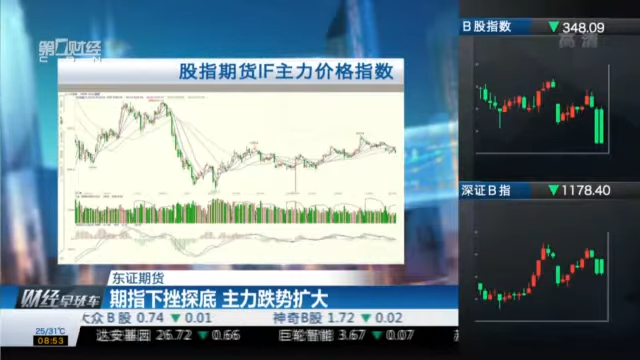 第一财经
股指期货IF主力价格指数
东证期货
期指下挫探底 主力跌势扩大
财经早班车
25/31℃
08:53
大众B股 0.74 ▼ 0.01 神奇B股 1.72 ▼ 0.02
达安基因 26.72 ▼ 0.66 巨轮智能 3.67 ▼ 0.07
B股指数 ▼ 348.09
高清
深证B指 ▼ 1178.40